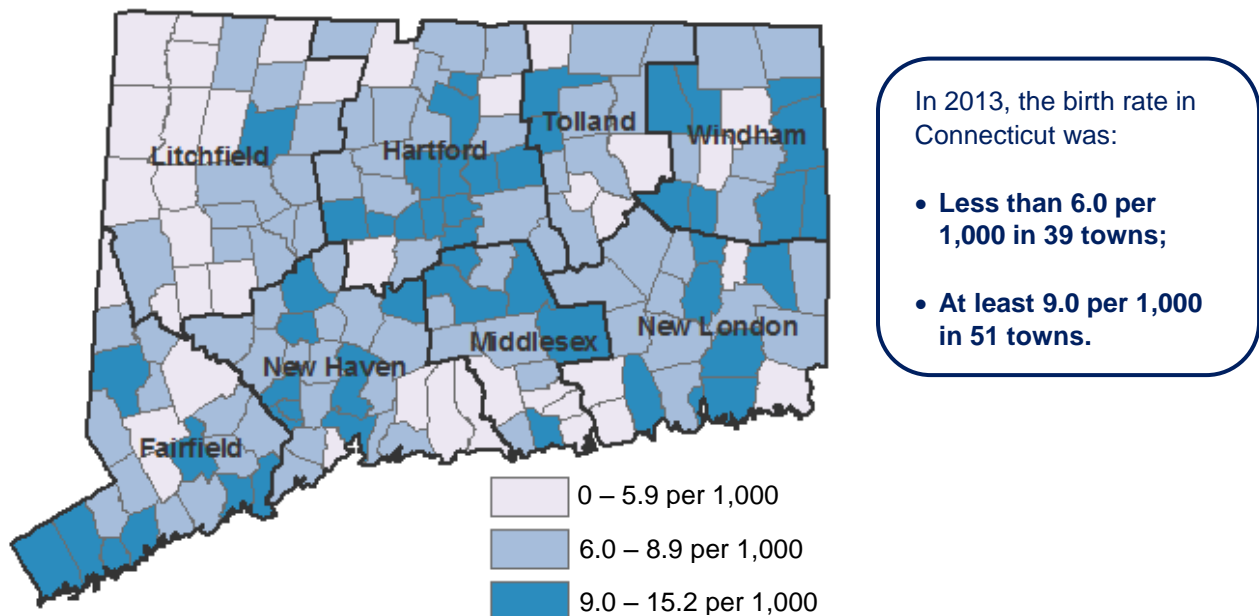 In 2013, the birth rate in
Connecticut was:
• Less than 6.0 per
1,000 in 39 towns;
• At least 9.0 per 1,000
in 51 towns.
Litchfield
Hartford
Tolland
Windham
New Haven
Middlesex
New London
Fairfield
0 – 5.9 per 1,000
6.0 – 8.9 per 1,000
9.0 – 15.2 per 1,000